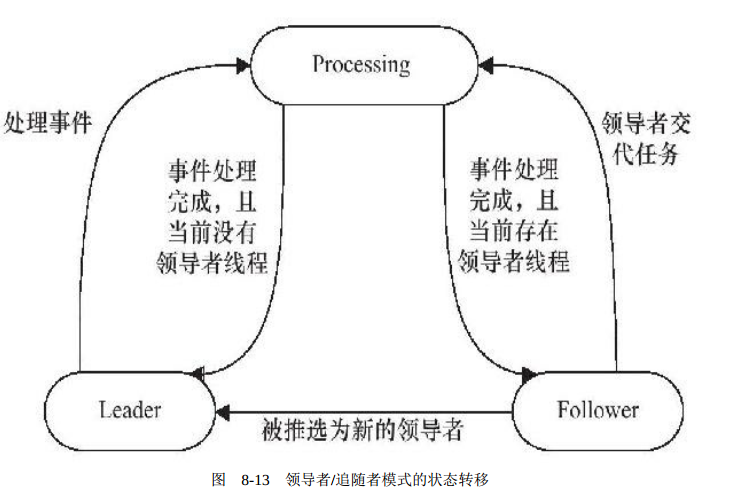 Processing
处理事件
领导者交
代任务
事件处理
完成，且
当前没有
领导者线程
事件处理
完成，且
当前存在
领导者线程
Leader
Follower
被推选为新的领导者
图 8-13 领导者/追随者模式的状态转移